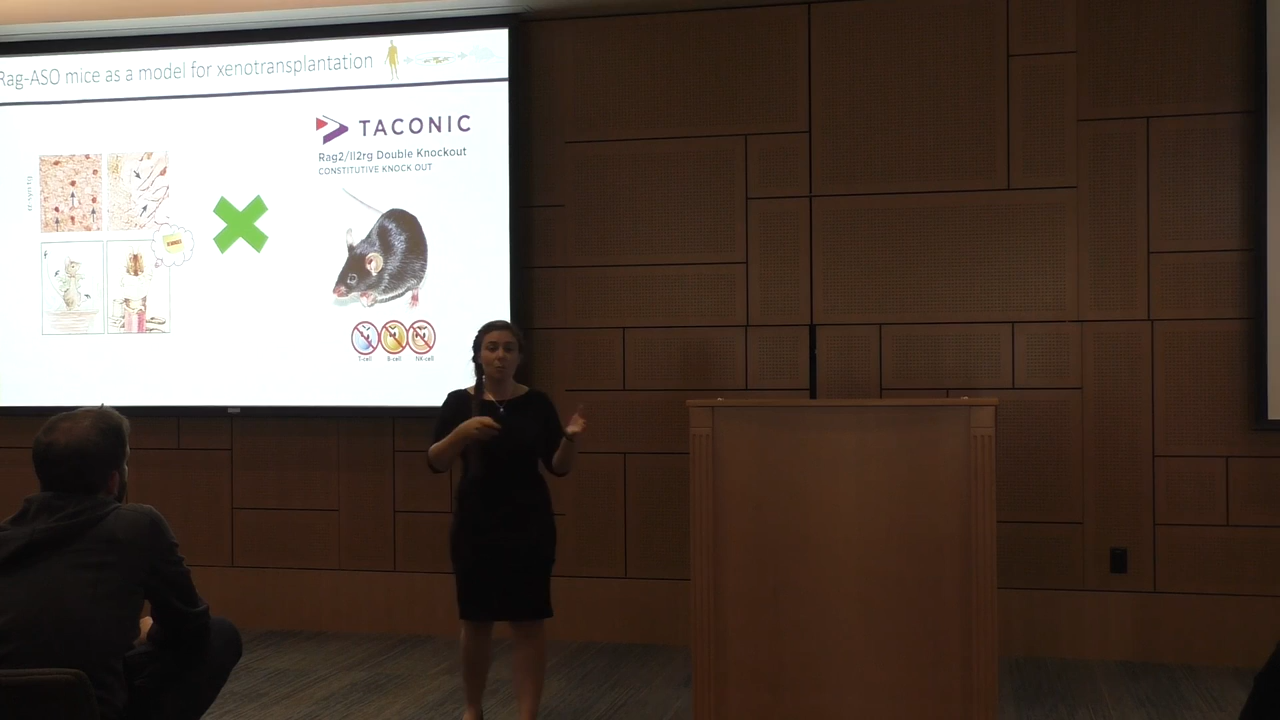 Rag-ASO mice as a model for xenotransplantation
TACONIC
Rag2/Il2rg Double Knockout
CONSTITUTIVE KNOCK OUT
f
T-cell B-cell NK-cell